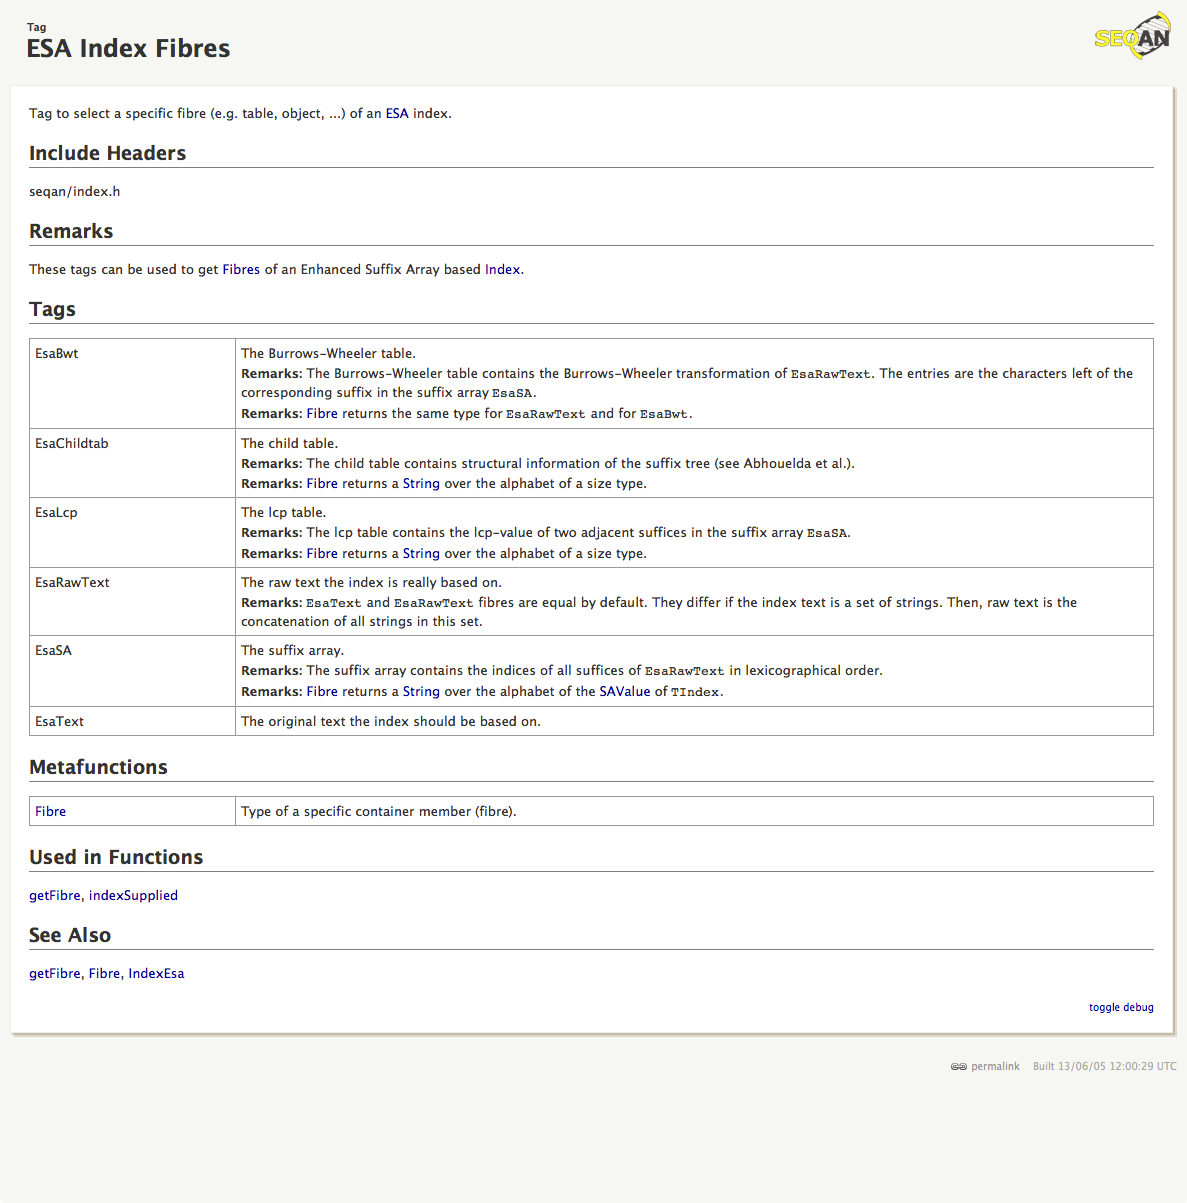 Tag
ESA Index Fibres
SEQAN
Tag to select a specific fibre (e.g. table, object, ...) of an ESA index.
Include Headers
seqan/index.h
Remarks
These tags can be used to get Fibres of an Enhanced Suffix Array based Index.
Tags
EsaBwt
The Burrows-Wheeler table.
Remarks: The Burrows-Wheeler table contains the Burrows-Wheeler transformation of EsaRawText. The entries are the characters left of the
corresponding suffix in the suffix array EsaSA.
Remarks: Fibre returns the same type for EsaRawText and for EsaBwt.
EsaChildtab
The child table.
Remarks: The child table contains structural information of the suffix tree (see Abhouelda et al.).
Remarks: Fibre returns a String over the alphabet of a size type.
EsaLcp
The lcp table.
Remarks: The lcp table contains the lcp-value of two adjacent suffices in the suffix array EsaSA.
Remarks: Fibre returns a String over the alphabet of a size type.
EsaRawText
The raw text the index is really based on.
Remarks: EsaText and EsaRawText fibres are equal by default. They differ if the index text is a set of strings. Then, raw text is the
concatenation of all strings in this set.
EsaSA
The suffix array.
Remarks: The suffix array contains the indices of all suffices of EsaRawText in lexicographical order.
Remarks: Fibre returns a String over the alphabet of the SAValue of TIndex.
EsaText
The original text the index should be based on.
Metafunctions
Fibre
Type of a specific container member (fibre).
Used in Functions
getFibre, indexSupplied
See Also
getFibre, Fibre, IndexEsa
toggle debug
permalink Built 13/06/05 12:00:29 UTC